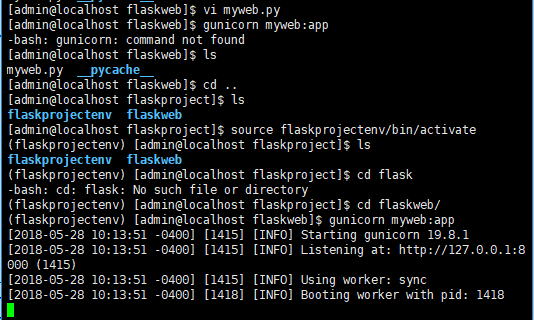 [admin@localhost flaskweb]$ vi myweb.py
[admin@localhost flaskweb]$ gunicorn myweb:app
-bash: gunicorn: command not found
[admin@localhost flaskweb]$ ls
myweb.py  __pycache__
[admin@localhost flaskweb]$ cd ..
[admin@localhost flaskproject]$ ls
flaskprojectenv  flaskweb
[admin@localhost flaskproject]$ source flaskprojectenv/bin/activate
(flaskprojectenv) [admin@localhost flaskproject]$ ls
flaskprojectenv  flaskweb
(flaskprojectenv) [admin@localhost flaskproject]$ cd flask
-bash: cd: flask: No such file or directory
(flaskprojectenv) [admin@localhost flaskproject]$ cd flaskweb/
(flaskprojectenv) [admin@localhost flaskweb]$ gunicorn myweb:app
[2018-05-28 10:13:51 -0400] [1415] [INFO] Starting gunicorn 19.8.1
[2018-05-28 10:13:51 -0400] [1415] [INFO] Listening at: http://127.0.0.1:8
000 (1415)
[2018-05-28 10:13:51 -0400] [1415] [INFO] Using worker: sync
[2018-05-28 10:13:51 -0400] [1418] [INFO] Booting worker with pid: 1418